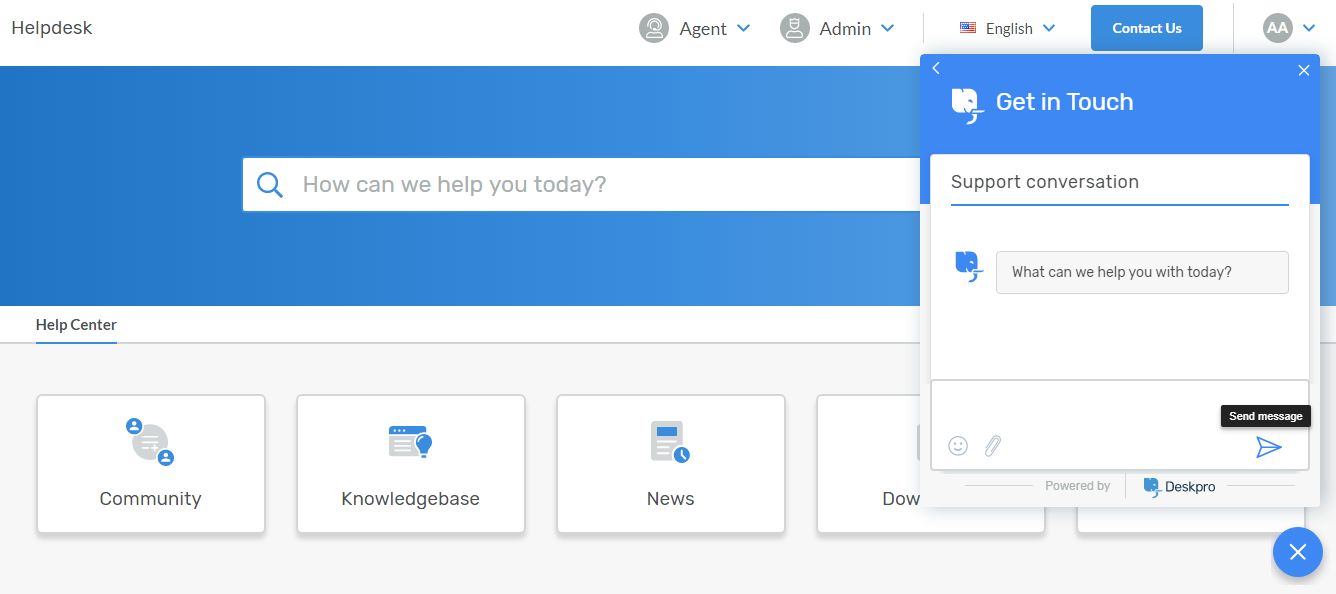 Helpdesk
Agent
Admin
English
Contact Us
AA
Get in Touch
How can we help you today?
Support conversation
What can we help you with today?
Help Center
Send message
Community
Knowledgebase
News
Dow
Powered by
Deskpro